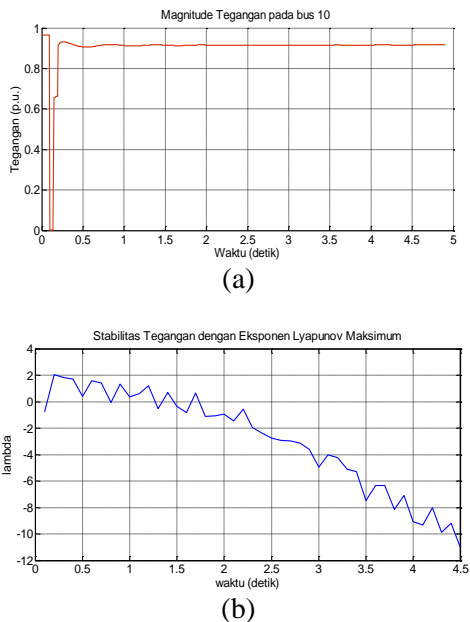 Magnitude Tegangan pada bus 10
1
0.8
0.6
0.4
0.2
0
Tegangan (p.u.)
0 0.5 1 1.5 2 2.5 3 3.5 4 4.5 5
Waktu (detik)
(a)
Stabilitas Tegangan dengan Eksponen Lyapunov Maksimum
4
2
0
-2
-4
-6
-8
-10
-12
lambda
0 0.5 1 1.5 2 2.5 3 3.5 4 4.5
waktu (detik)
(b)